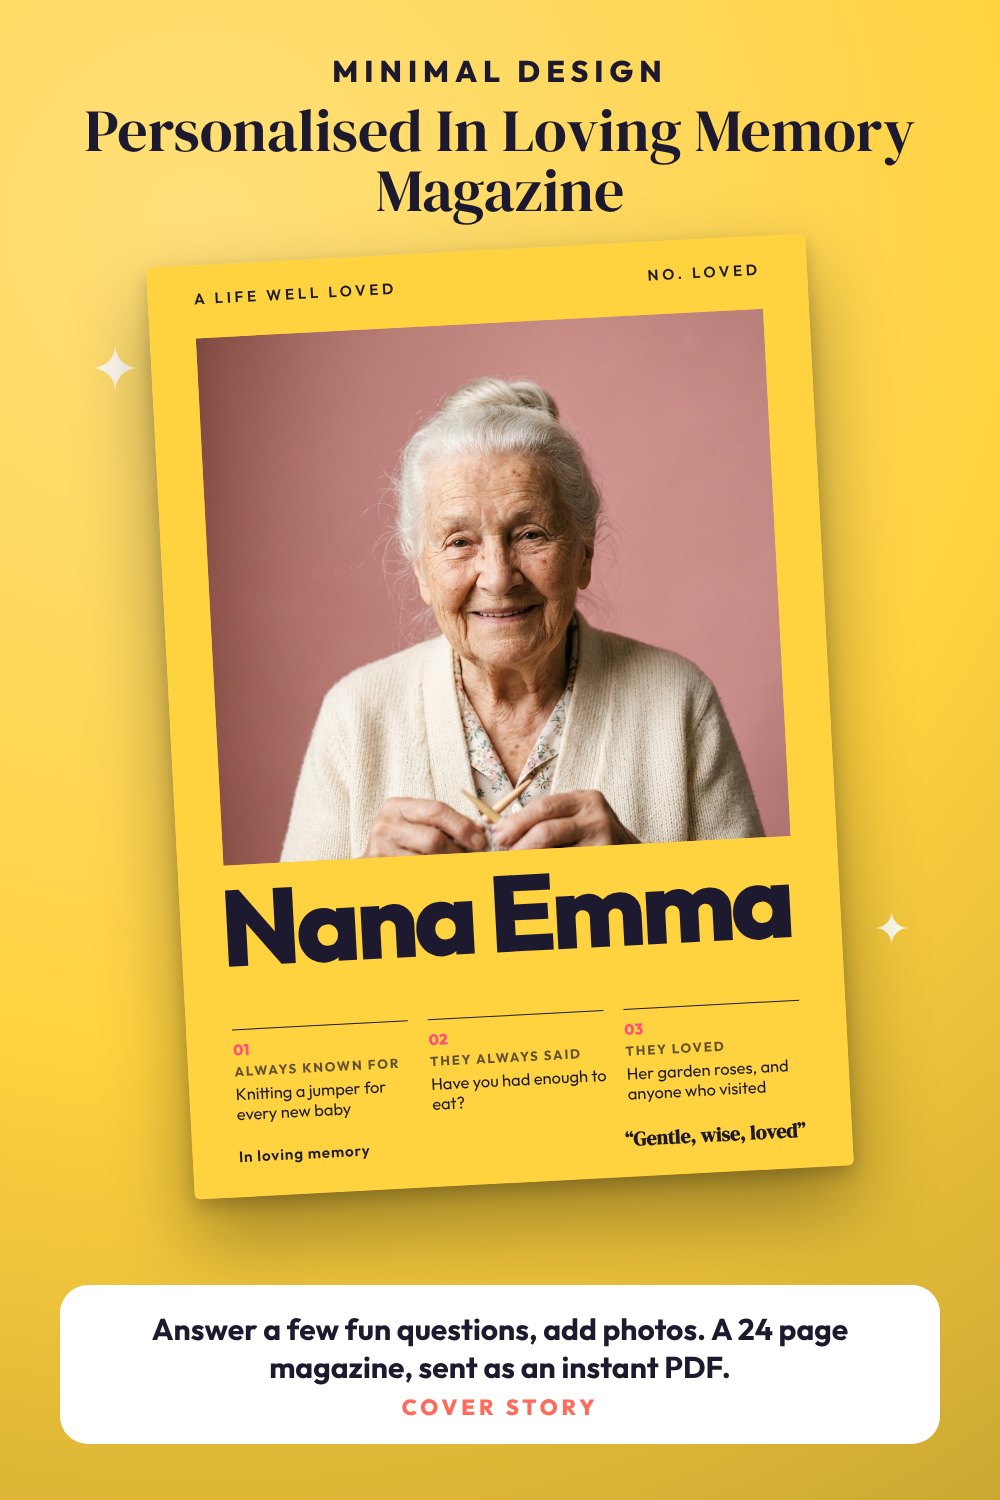 MINIMAL DESIGN
Personalised In Loving Memory
Magazine
A LIFE WELL LOVED
NO. LOVED
Nana Emma
01
ALWAYS KNOWN FOR
Knitting a jumper for
every new baby
02
THEY ALWAYS SAID
Have you had enough to
eat?
03
THEY LOVED
Her garden roses, and
anyone who visited
In loving memory
“Gentle, wise, loved”
Answer a few fun questions, add photos. A 24 page
magazine, sent as an instant PDF.
COVER STORY